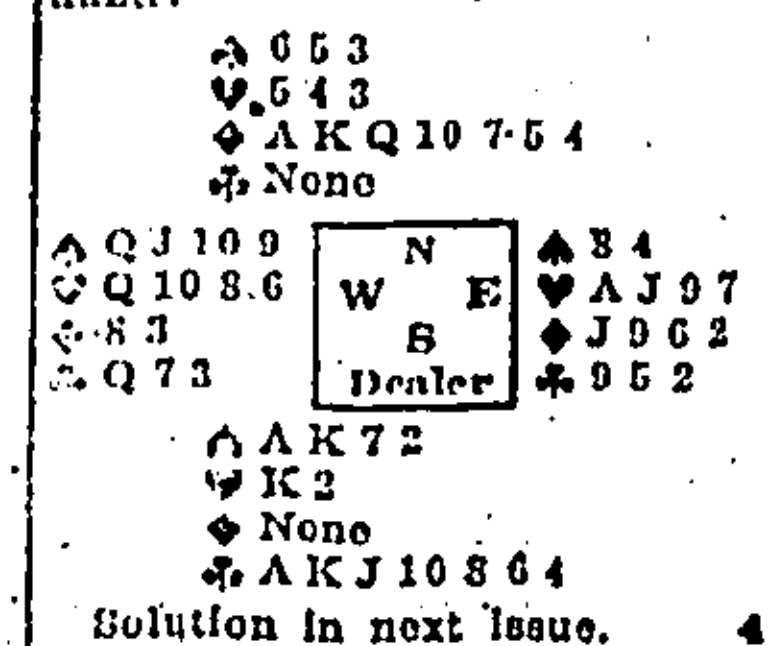 ♠ 6 5 3
♥ 5 4 3
♦ A K Q 10 7 5 4
♣ None
♠ Q J 10 9
♥ Q 10 8 6
♦ 8 3
♣ Q 7 3
N
W E
S
Dealer
♠ 8 4
♥ A J 9 7
♦ J 9 6 2
♣ 9 5 2
♠ A K 7 2
♥ K 2
♦ None
♣ A K J 10 8 6 4
Solution in next issue. 4